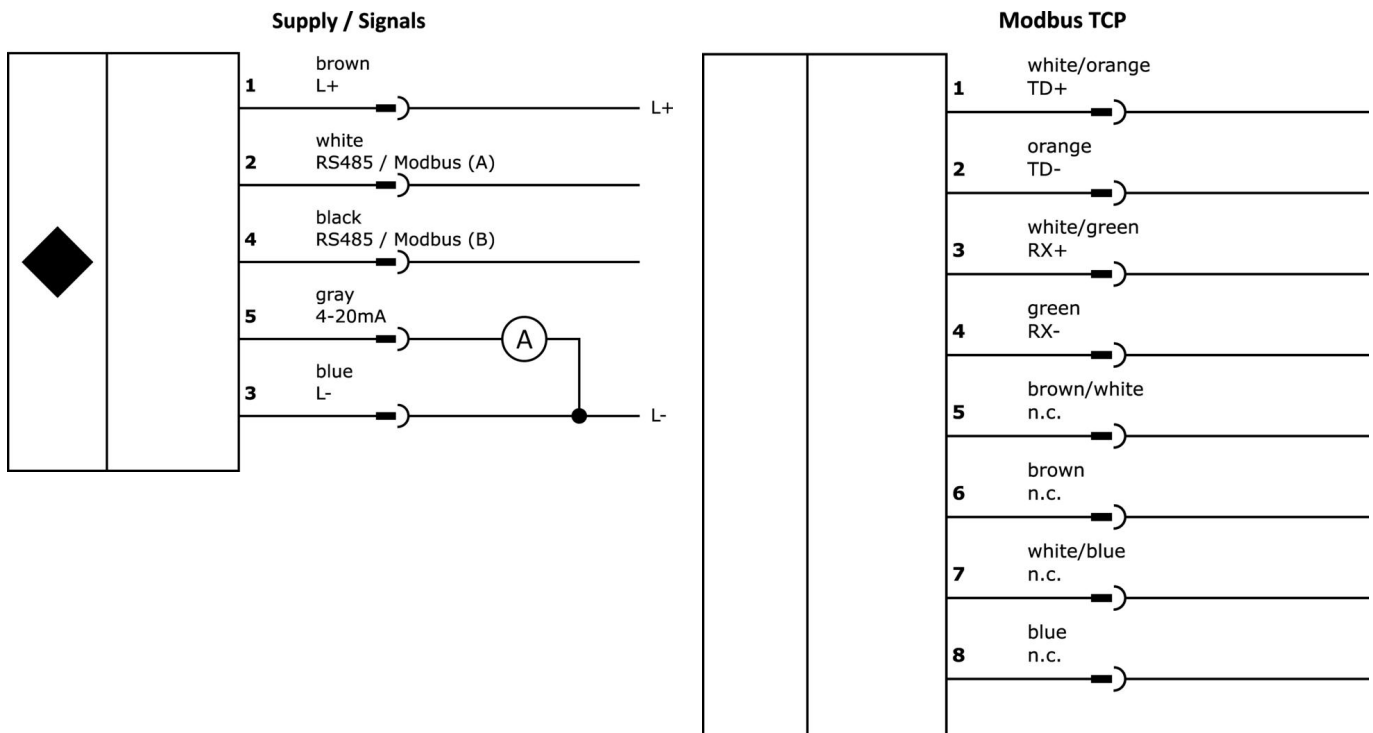 Supply / Signals
brown
1 L+
L+
white
2 RS485 / Modbus (A)
black
4 RS485 / Modbus (B)
gray
5 4-20mA
A
blue
3 L-
L-
Modbus TCP
white/orange
1 TD+
orange
2 TD-
white/green
3 RX+
green
4 RX-
brown/white
5 n.c.
brown
6 n.c.
white/blue
7 n.c.
blue
8 n.c.